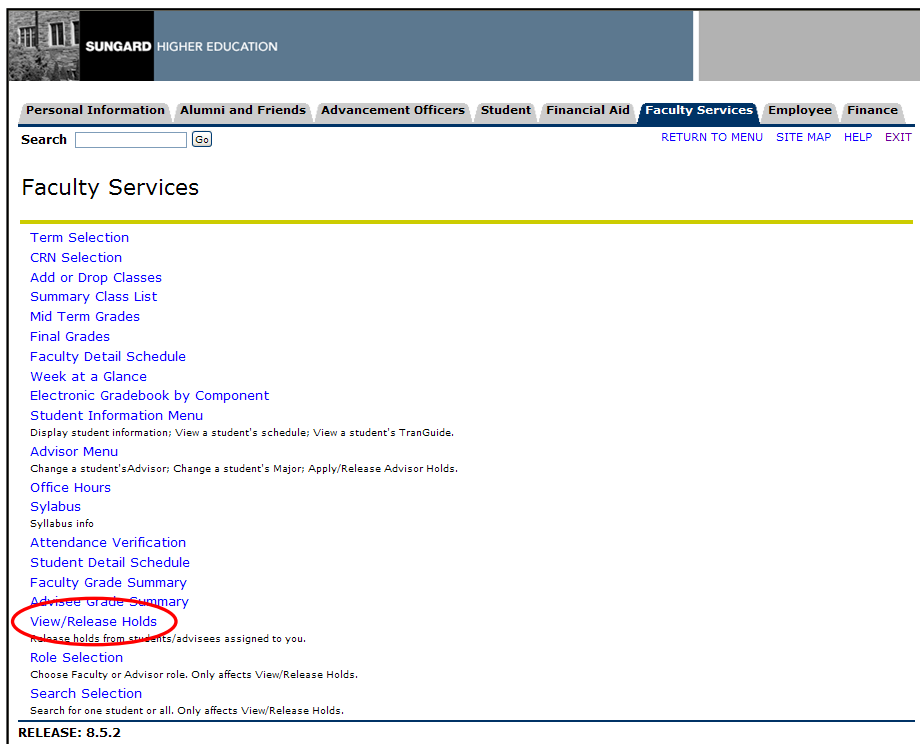 SUNGARD HIGHER EDUCATION
Personal Information Alumni and Friends Advancement Officers Student Financial Aid Faculty Services Employee Finance
Search Go RETURN TO MENU SITE MAP HELP EXIT
Faculty Services
Term Selection
CRN Selection
Add or Drop Classes
Summary Class List
Mid Term Grades
Final Grades
Faculty Detail Schedule
Week at a Glance
Electronic Gradebook by Component
Student Information Menu
Display student information; View a student's schedule; View a student's TranGuide.
Advisor Menu
Change a student'sAdvisor; Change a student's Major; Apply/Release Advisor Holds.
Office Hours
Sylabus
Syllabus info
Attendance Verification
Student Detail Schedule
Faculty Grade Summary
Advisee Grade Summary
View/Release Holds
Release holds from students/advisees assigned to you.
Role Selection
Choose Faculty or Advisor role. Only affects View/Release Holds.
Search Selection
Search for one student or all. Only affects View/Release Holds.
RELEASE: 8.5.2